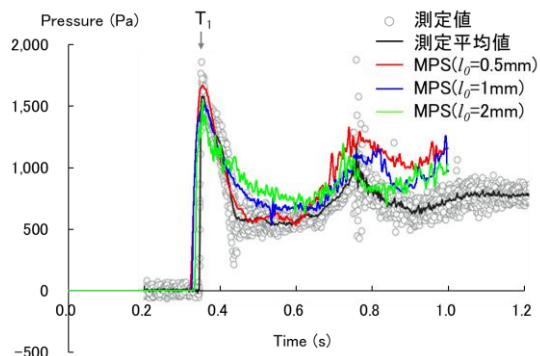 Pressure (Pa)
T1
測定値
測定平均値
MPS(l0=0.5mm)
MPS(l0=1mm)
MPS(l0=2mm)
2,000
1,500
1,000
500
0
-500
0.0
0.2
0.4
0.6
0.8
1.0
1.2
Time (s)